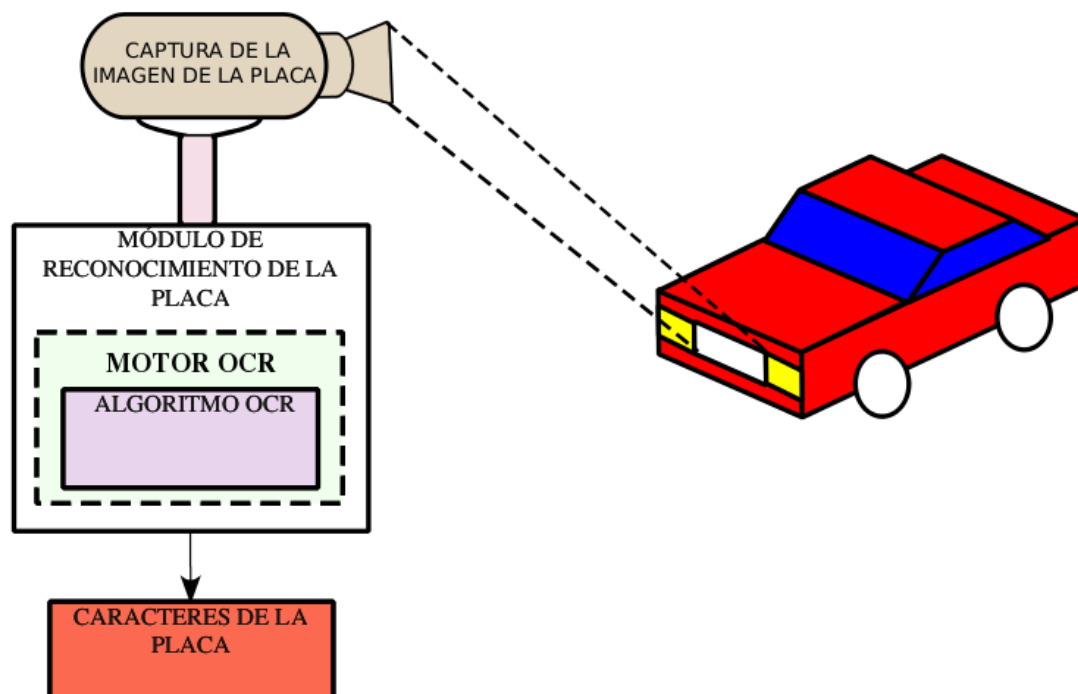 CAPTURA DE LA
IMAGEN DE LA PLACA
MÓDULO DE
RECONOCIMIENTO DE LA
PLACA
MOTOR OCR
ALGORITMO OCR
CARACTERES DE LA
PLACA